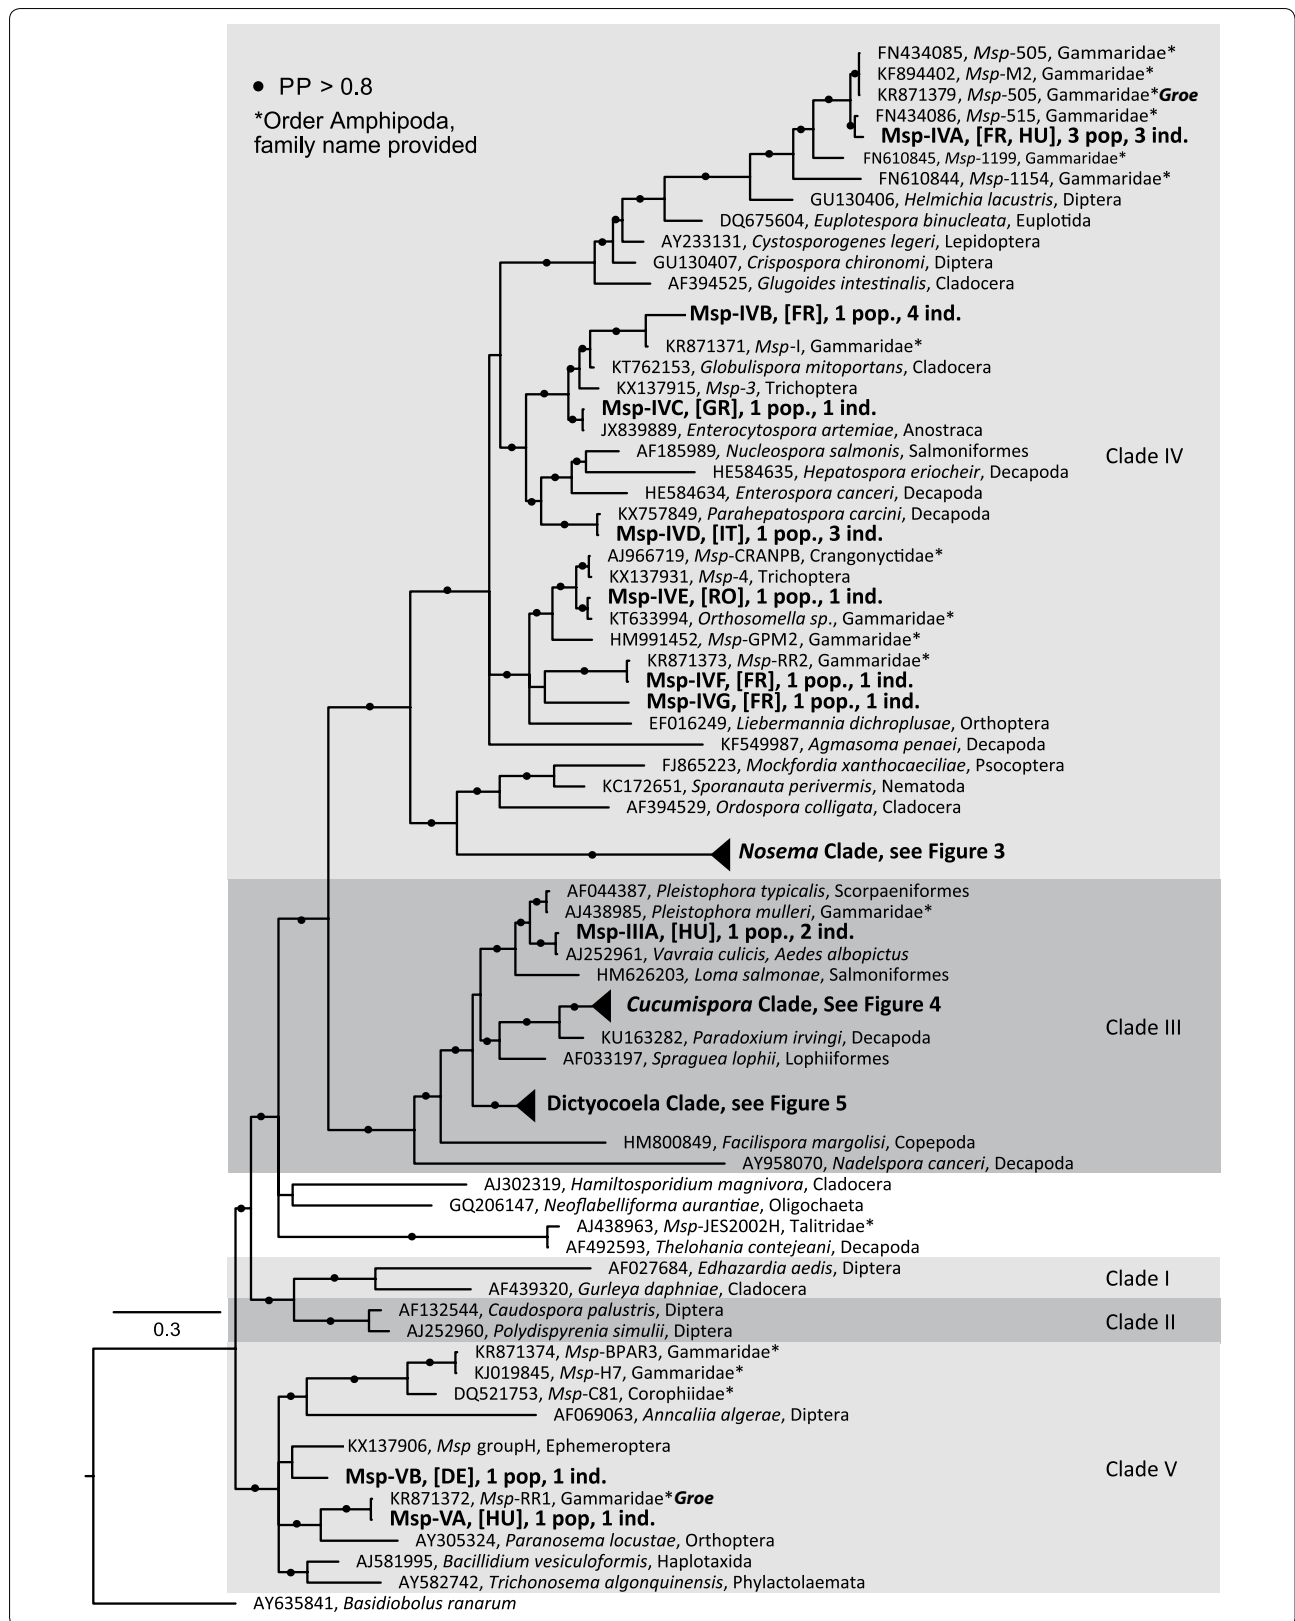 PP > 0.8
*Order Amphipoda,
family name provided
FN434085, Msp-505, Gammaridae*
KF894402, Msp-M2, Gammaridae*
KR871379, Msp-505, Gammaridae*Groe
FN434086, Msp-515, Gammaridae*
Msp-IVA, [FR, HU], 3 pop, 3 ind.
FN610845, Msp-1199, Gammaridae*
FN610844, Msp-1154, Gammaridae*
GU130406, Helmichia lacustris, Diptera
DQ675604, Euplotespora binucleata, Euplotida
AY233131, Cystosporogenes legeri, Lepidoptera
GU130407, Crispospora chironomi, Diptera
AF394525, Glugoides intestinalis, Cladocera
Msp-IVB, [FR], 1 pop., 4 ind.
KR871371, Msp-I, Gammaridae*
KT762153, Globulispora mitoportans, Cladocera
KX137915, Msp-3, Trichoptera
Msp-IVC, [GR], 1 pop., 1 ind.
JX839889, Enterocytospora artemiae, Anostraca
AF185989, Nucleospora salmonis, Salmoniformes
Clade IV
HE584635, Hepatospora eriocheir, Decapoda
HE584634, Enterospora canceri, Decapoda
KX757849, Parahepatospora carcini, Decapoda
Msp-IVD, [IT], 1 pop., 3 ind.
AJ966719, Msp-CRANPB, Crangonyctidae*
KX137931, Msp-4, Trichoptera
Msp-IVE, [RO], 1 pop., 1 ind.
KT633994, Orthosomella sp., Gammaridae*
HM991452, Msp-GPM2, Gammaridae*
KR871373, Msp-RR2, Gammaridae*
Msp-IVF, [FR], 1 pop., 1 ind.
Msp-IVG, [FR], 1 pop., 1 ind.
EF016249, Liebermannia dichroplusae, Orthoptera
KF549987, Agmasoma penaei, Decapoda
FJ865223, Mockfordia xanthocaeciliae, Psocoptera
KC172651, Sporanauta perivermis, Nematoda
AF394529, Ordospora colligata, Cladocera
Nosema Clade, see Figure 3
AF044387, Pleistophora typicalis, Scorpaeniformes
AJ438985, Pleistophora mulleri, Gammaridae*
Msp-IIIA, [HU], 1 pop., 2 ind.
AJ252961, Vavraia culicis, Aedes albopictus
HM626203, Loma salmonae, Salmoniformes
Cucumispora Clade, See Figure 4
Clade III
KU163282, Paradoxium irvingi, Decapoda
AF033197, Spraguea lophii, Lophiiformes
Dictyocoela Clade, see Figure 5
HM800849, Facilispora margolisi, Copepoda
AY958070, Nadelspora canceri, Decapoda
AJ302319, Hamiltosporidium magnivora, Cladocera
GQ206147, Neoflabelliforma aurantiae, Oligochaeta
AJ438963, Msp-JES2002H, Talitridae*
AF492593, Thelohania contejeani, Decapoda
AF027684, Edhazardia aedis, Diptera
Clade I
AF439320, Gurleya daphniae, Cladocera
AF132544, Caudospora palustris, Diptera
Clade II
0.3
AJ252960, Polydispyrenia simulii, Diptera
KR871374, Msp-BPAR3, Gammaridae*
KJ019845, Msp-H7, Gammaridae*
DQ521753, Msp-C81, Corophiidae*
AF069063, Anncaliia algerae, Diptera
KX137906, Msp groupH, Ephemeroptera
Clade V
Msp-VB, [DE], 1 pop, 1 ind.
KR871372, Msp-RR1, Gammaridae*Groe
Msp-VA, [HU], 1 pop, 1 ind.
AY305324, Paranosema locustae, Orthoptera
AJ581995, Bacillidium vesiculoformis, Haplotaxida
AY582742, Trichonosema algonquinensis, Phylactolaemata
AY635841, Basidiobolus ranarum